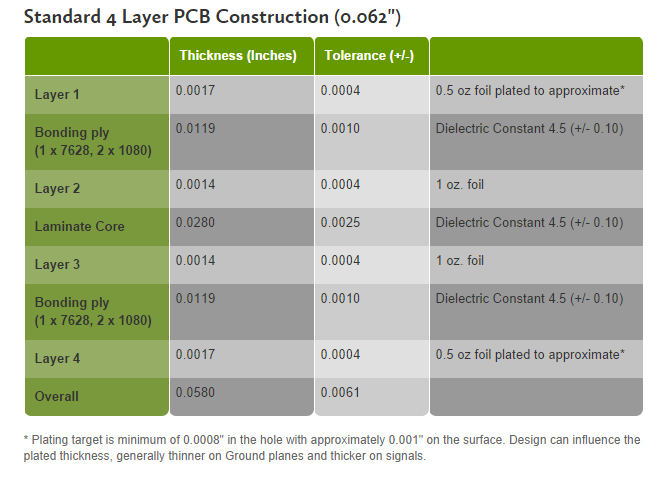 Standard 4 Layer PCB Construction (0.062")
Thickness (Inches) Tolerance (+/-)
Layer 1 0.0017 0.0004 0.5 oz foil plated to approximate*
Bonding ply 0.0119 0.0010 Dielectric Constant 4.5 (+/- 0.10)
(1 x 7628, 2 x 1080)
Layer 2 0.0014 0.0004 1 oz. foil
Laminate Core 0.0280 0.0025 Dielectric Constant 4.5 (+/- 0.10)
Layer 3 0.0014 0.0004 1 oz. foil
Bonding ply 0.0119 0.0010 Dielectric Constant 4.5 (+/- 0.10)
(1 x 7628, 2 x 1080)
Layer 4 0.0017 0.0004 0.5 oz foil plated to approximate*
Overall 0.0580 0.0061
* Plating target is minimum of 0.0008" in the hole with approximately 0.001" on the surface. Design can influence the
plated thickness, generally thinner on Ground planes and thicker on signals.